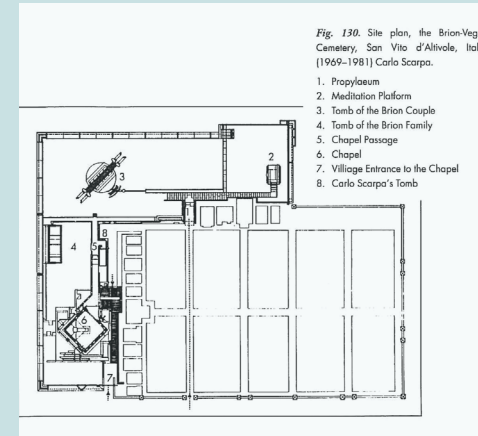 Fig. 130. Site plan, the Brion-Veg
Cemetery, San Vito d'Altivole, Ital
(1969–1981) Carlo Scarpa.
1. Propylaeum
2. Meditation Platform
3. Tomb of the Brion Couple
4. Tomb of the Brion Family
5. Chapel Passage
6. Chapel
7. Villiage Entrance to the Chapel
8. Carlo Scarpa's Tomb
2
3
1
8
4
5
6
7